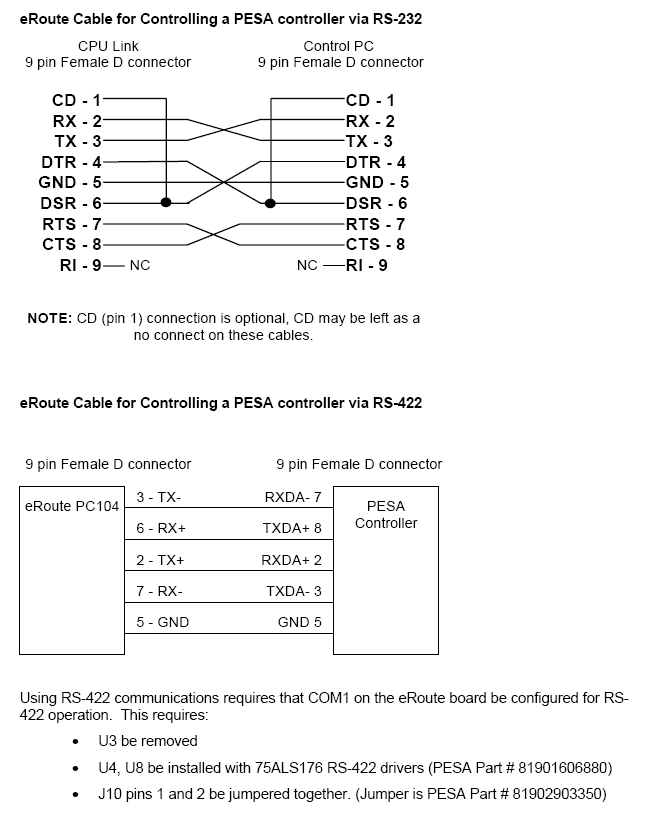 eRoute Cable for Controlling a PESA controller via RS-232
CPU Link
9 pin Female D connector
Control PC
9 pin Female D connector
CD - 1
RX - 2
TX - 3
DTR - 4
GND - 5
DSR - 6
RTS - 7
CTS - 8
RI - 9
NC
CD - 1
RX - 2
TX - 3
DTR - 4
GND - 5
DSR - 6
RTS - 7
CTS - 8
NC
RI - 9
NOTE: CD (pin 1) connection is optional, CD may be left as a
no connect on these cables.
eRoute Cable for Controlling a PESA controller via RS-422
9 pin Female D connector
9 pin Female D connector
eRoute PC104
3 - TX-
6 - RX+
2 - TX+
7 - RX-
5 - GND
RXDA- 7
TXDA+ 8
RXDA+ 2
TXDA- 3
GND 5
PESA
Controller
Using RS-422 communications requires that COM1 on the eRoute board be configured for RS-
422 operation. This requires:
• U3 be removed
• U4, U8 be installed with 75ALS176 RS-422 drivers (PESA Part # 81901606880)
• J10 pins 1 and 2 be jumpered together. (Jumper is PESA Part # 81902903350)